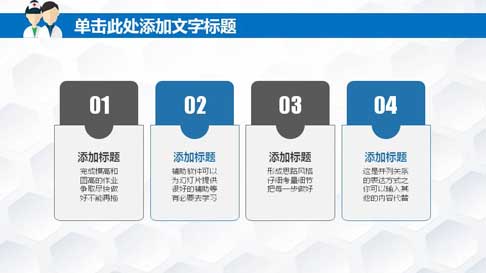 单击此处添加文字标题
01
添加标题
完成模高和
图高的作业
争取尽快做
好不能再拖
02
添加标题
辅助软件可以
为幻灯片提供
很好的辅助等
有必要去学习
03
添加标题
形成思路风格
仔细考量细节
把每一步做好
04
添加标题
这是并列关系
的表达方式之
你可以输入其
他的内容代替